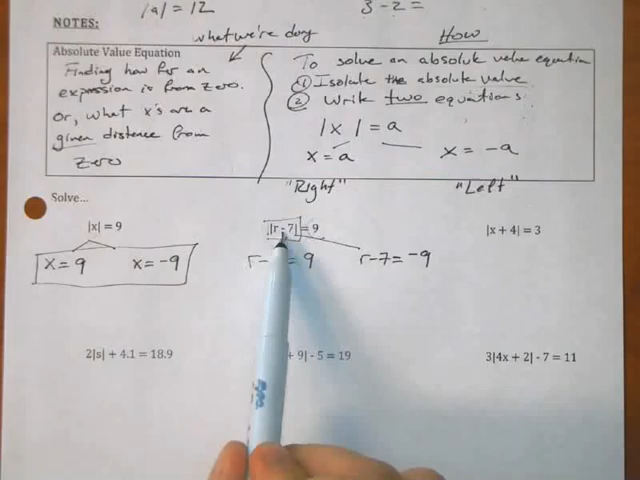 |a| = 12
3 - 2 =
NOTES:
what we're doing
How
Absolute Value Equation
Finding how far an
expression is from zero.
Or, what x's are a
given distance from
zero
To solve an absolute value equation
① Isolate the absolute value
② Write two equations.
|x| = a
x = a
x = -a
"Right"
"Left"
Solve...
|x| = 9
|r - 7| = 9
|x + 4| = 3
x = 9
x = -9
r - = 9
r - 7 = -9
2|s| + 4.1 = 18.9
+ 9| - 5 = 19
3|4x + 2| - 7 = 11